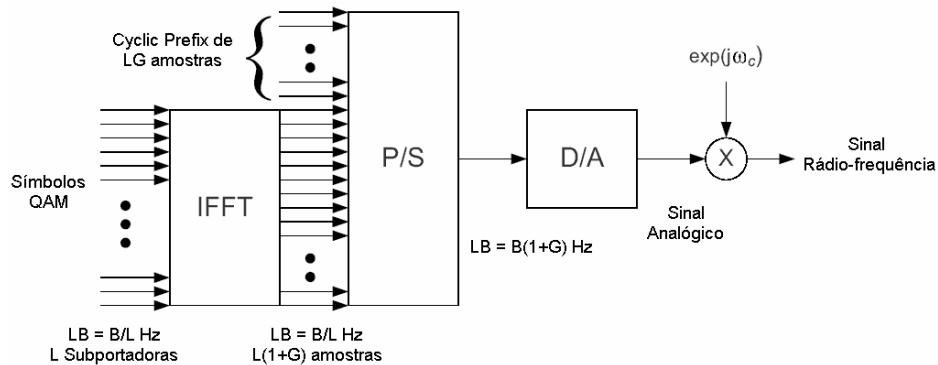 Cyclic Prefix de
LG amostras
exp(jω_c)
P/S
D/A
X
Sinal
Rádio-frequência
Símbolos
QAM
IFFT
Sinal
Analógico
LB = B(1+G) Hz
LB = B/L Hz
L Subportadoras
LB = B/L Hz
L(1+G) amostras